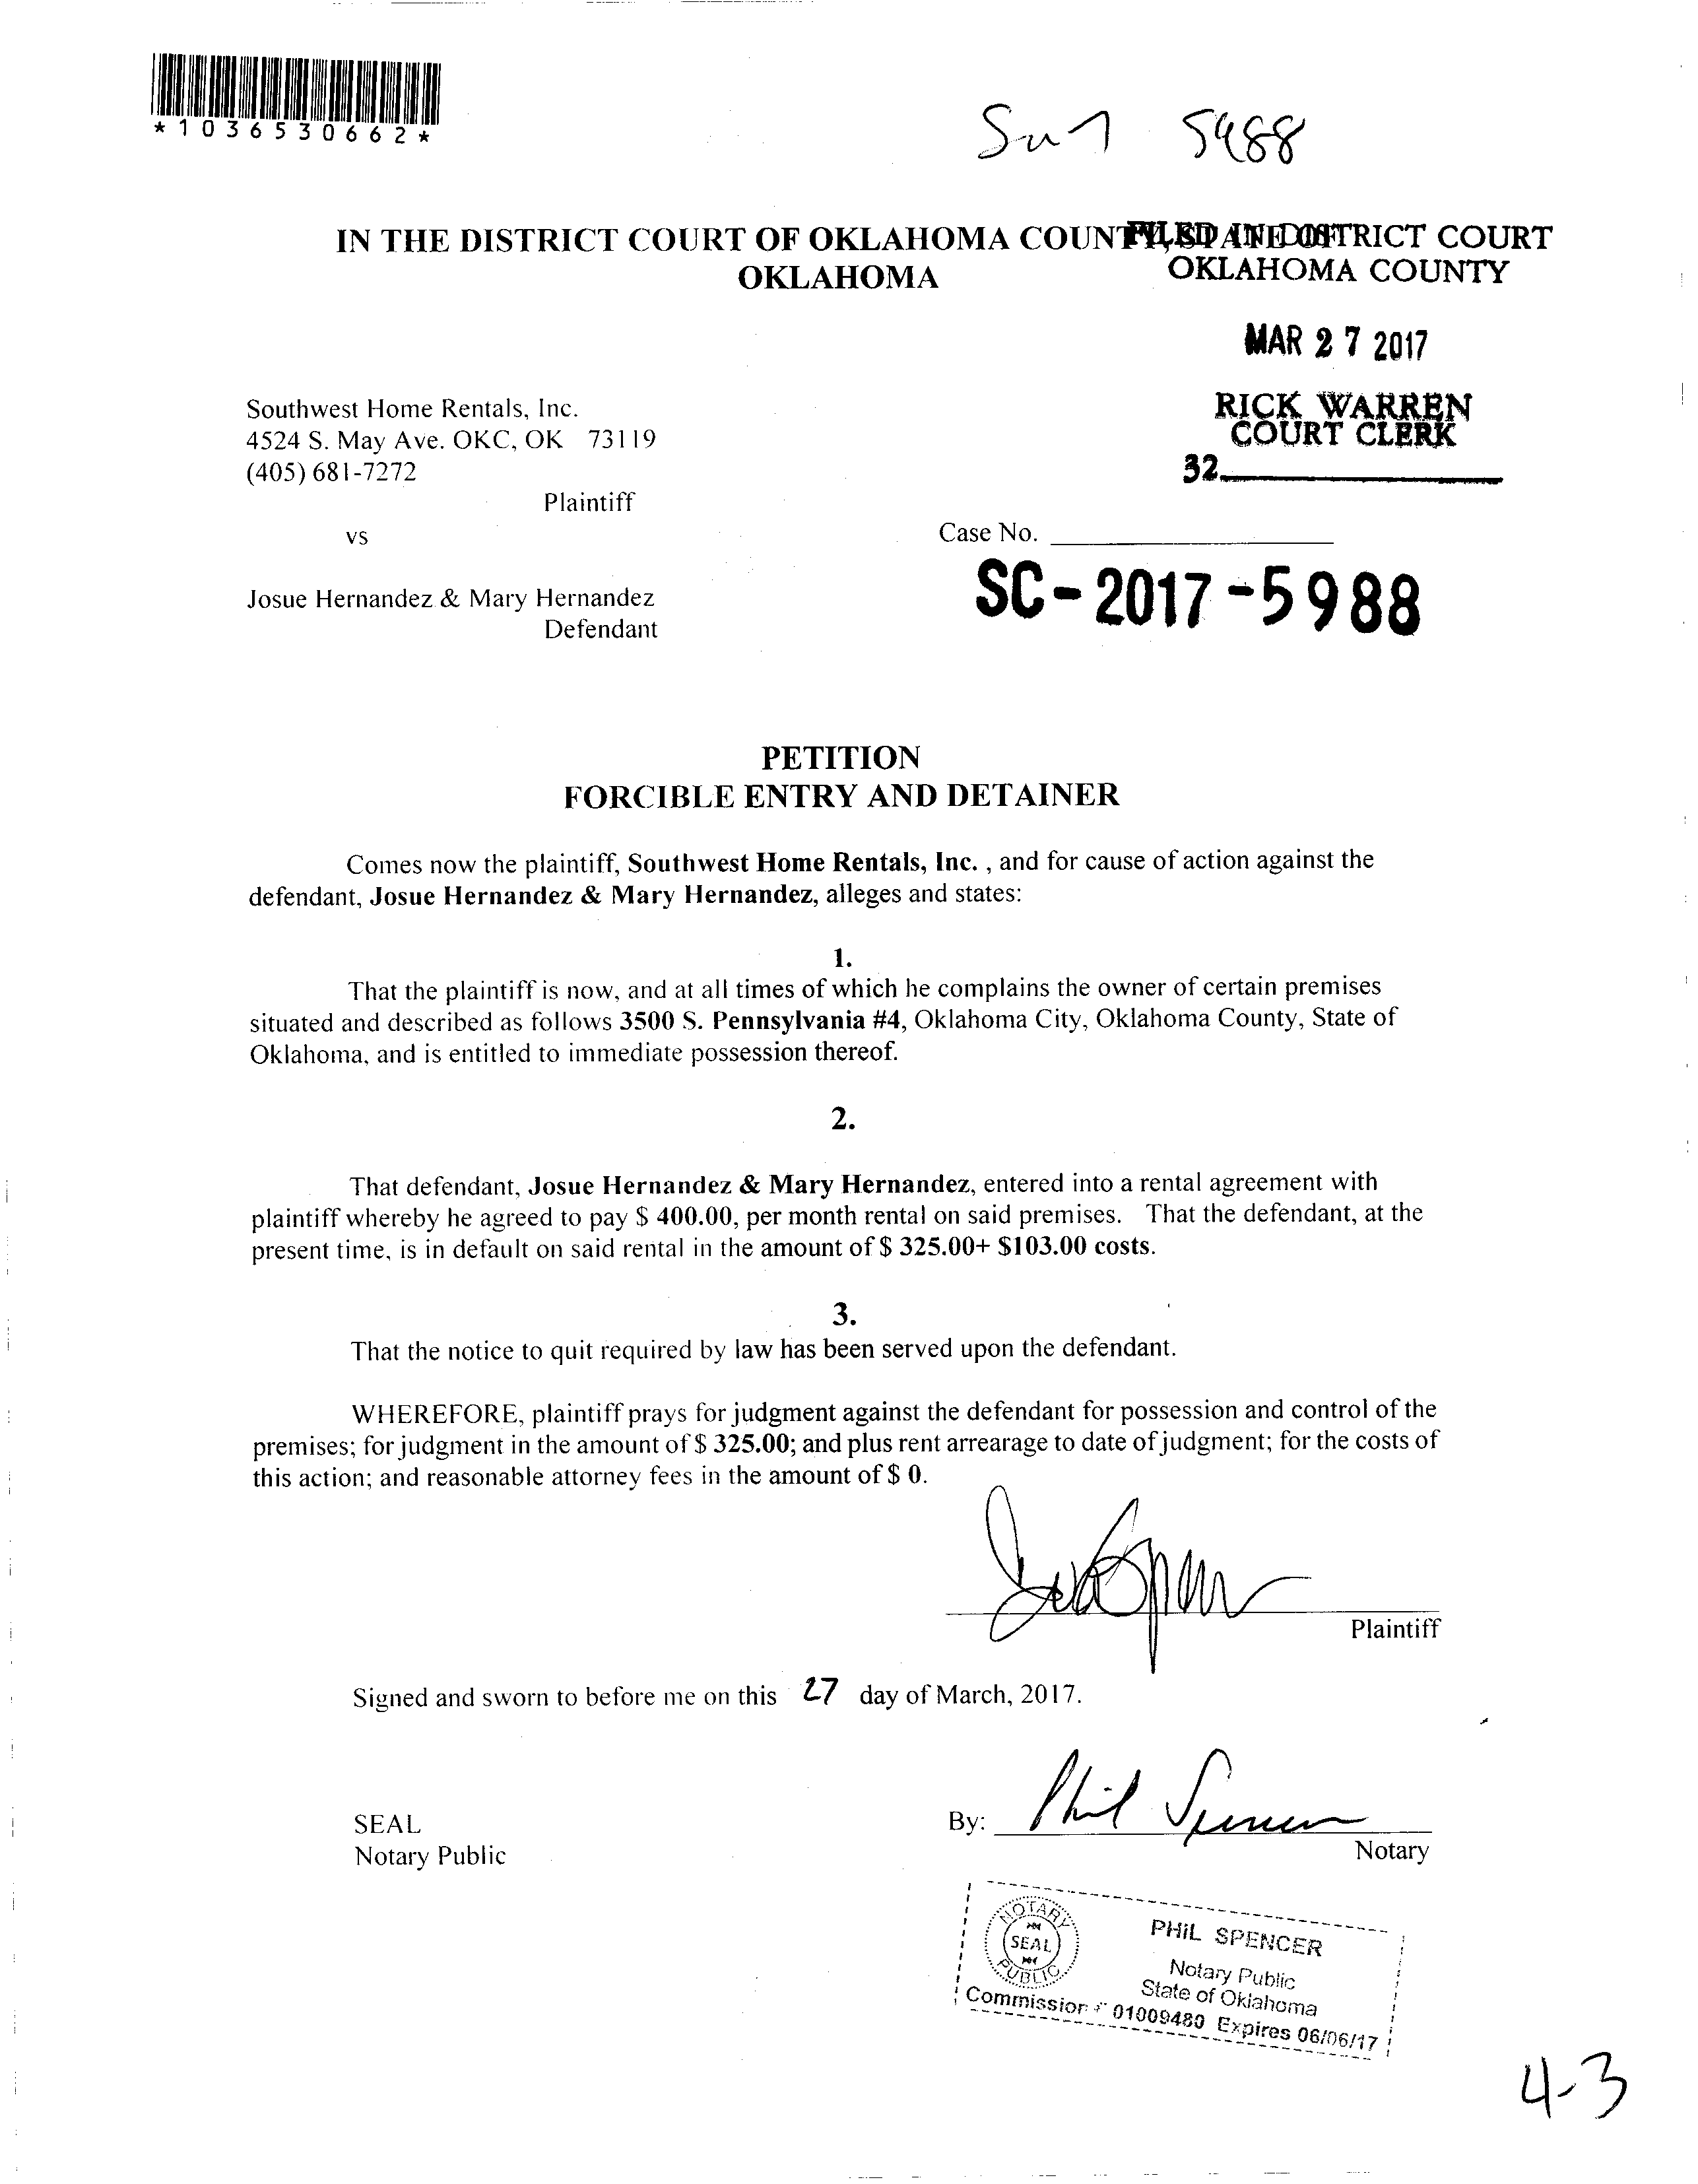 *1036530662*
5988
IN THE DISTRICT COURT OF OKLAHOMA COUNTY, STATE OF
OKLAHOMA
FILED IN DISTRICT COURT
OKLAHOMA COUNTY
MAR 27 2017
RICK WARREN
COURT CLERK
32
Southwest Home Rentals, Inc.
4524 S. May Ave. OKC, OK 73119
(405) 681-7272
Plaintiff
vs
Case No.
SC-2017-5988
Josue Hernandez & Mary Hernandez
Defendant
PETITION
FORCIBLE ENTRY AND DETAINER
Comes now the plaintiff, Southwest Home Rentals, Inc. , and for cause of action against the
defendant, Josue Hernandez & Mary Hernandez, alleges and states:
1.
That the plaintiff is now, and at all times of which he complains the owner of certain premises
situated and described as follows 3500 S. Pennsylvania #4, Oklahoma City, Oklahoma County, State of
Oklahoma, and is entitled to immediate possession thereof.
2.
That defendant, Josue Hernandez & Mary Hernandez, entered into a rental agreement with
plaintiff whereby he agreed to pay $ 400.00, per month rental on said premises. That the defendant, at the
present time, is in default on said rental in the amount of $ 325.00+ $103.00 costs.
3.
That the notice to quit required by law has been served upon the defendant.
WHEREFORE, plaintiff prays for judgment against the defendant for possession and control of the
premises; for judgment in the amount of $ 325.00; and plus rent arrearage to date of judgment; for the costs of
this action; and reasonable attorney fees in the amount of $ 0.
Plaintiff
Signed and sworn to before me on this 27 day of March, 2017.
SEAL
Notary Public
By: Phil Spencer
Notary
NOTARY
SEAL
PUBLIC
PHIL SPENCER
Notary Public
State of Oklahoma
Commission # 01009480 Expires 06/06/17
4-3